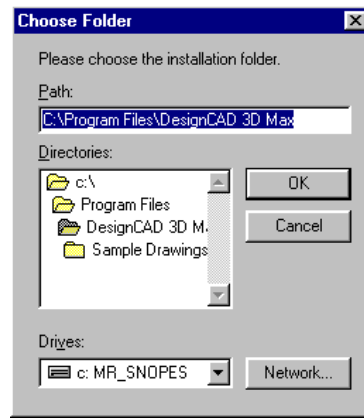 Choose Folder
Please choose the installation folder.
Path:
C:\Program Files\DesignCAD 3D Max
Directories:
c:\
Program Files
DesignCAD 3D Ma
Sample Drawings
OK
Cancel
Drives:
c: MR_SNOPES
Network...